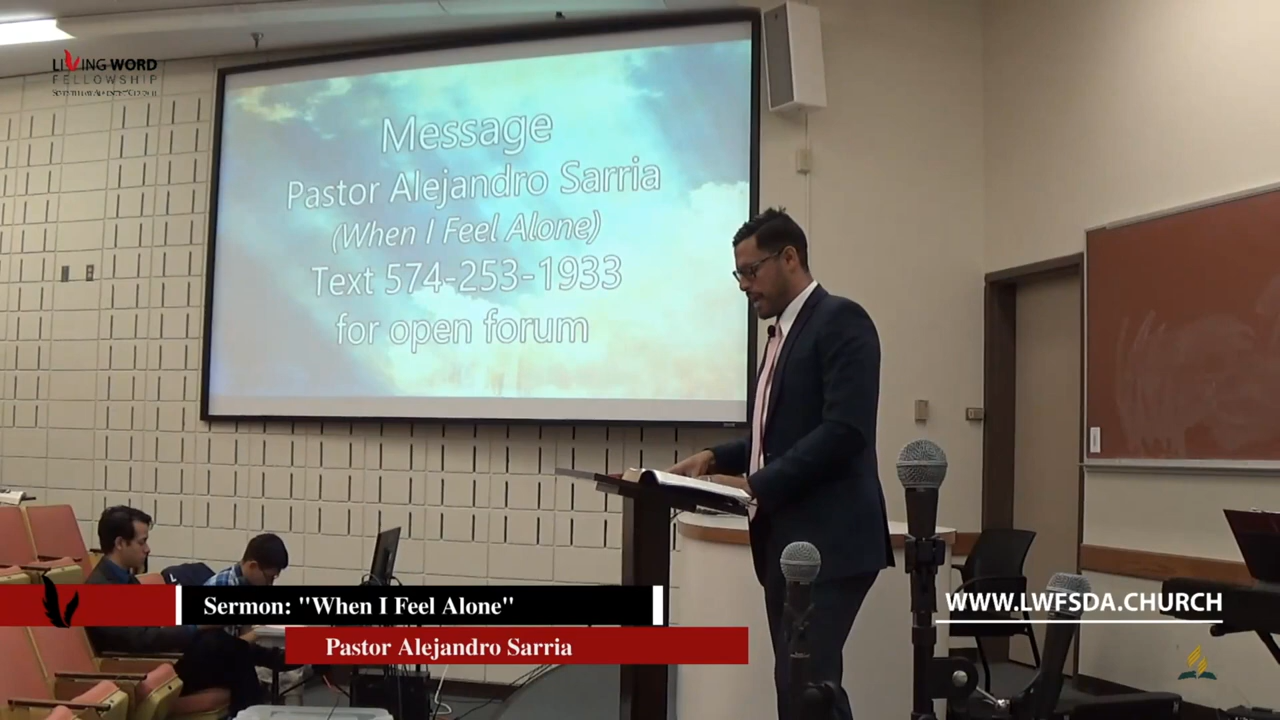 LIVING WORD
FELLOWSHIP
Message
Pastor Alejandro Sarria
(When I Feel Alone)
Text 574-253-1933
for open forum
Sermon: "When I Feel Alone"
Pastor Alejandro Sarria
WWW.LWFSDA.CHURCH